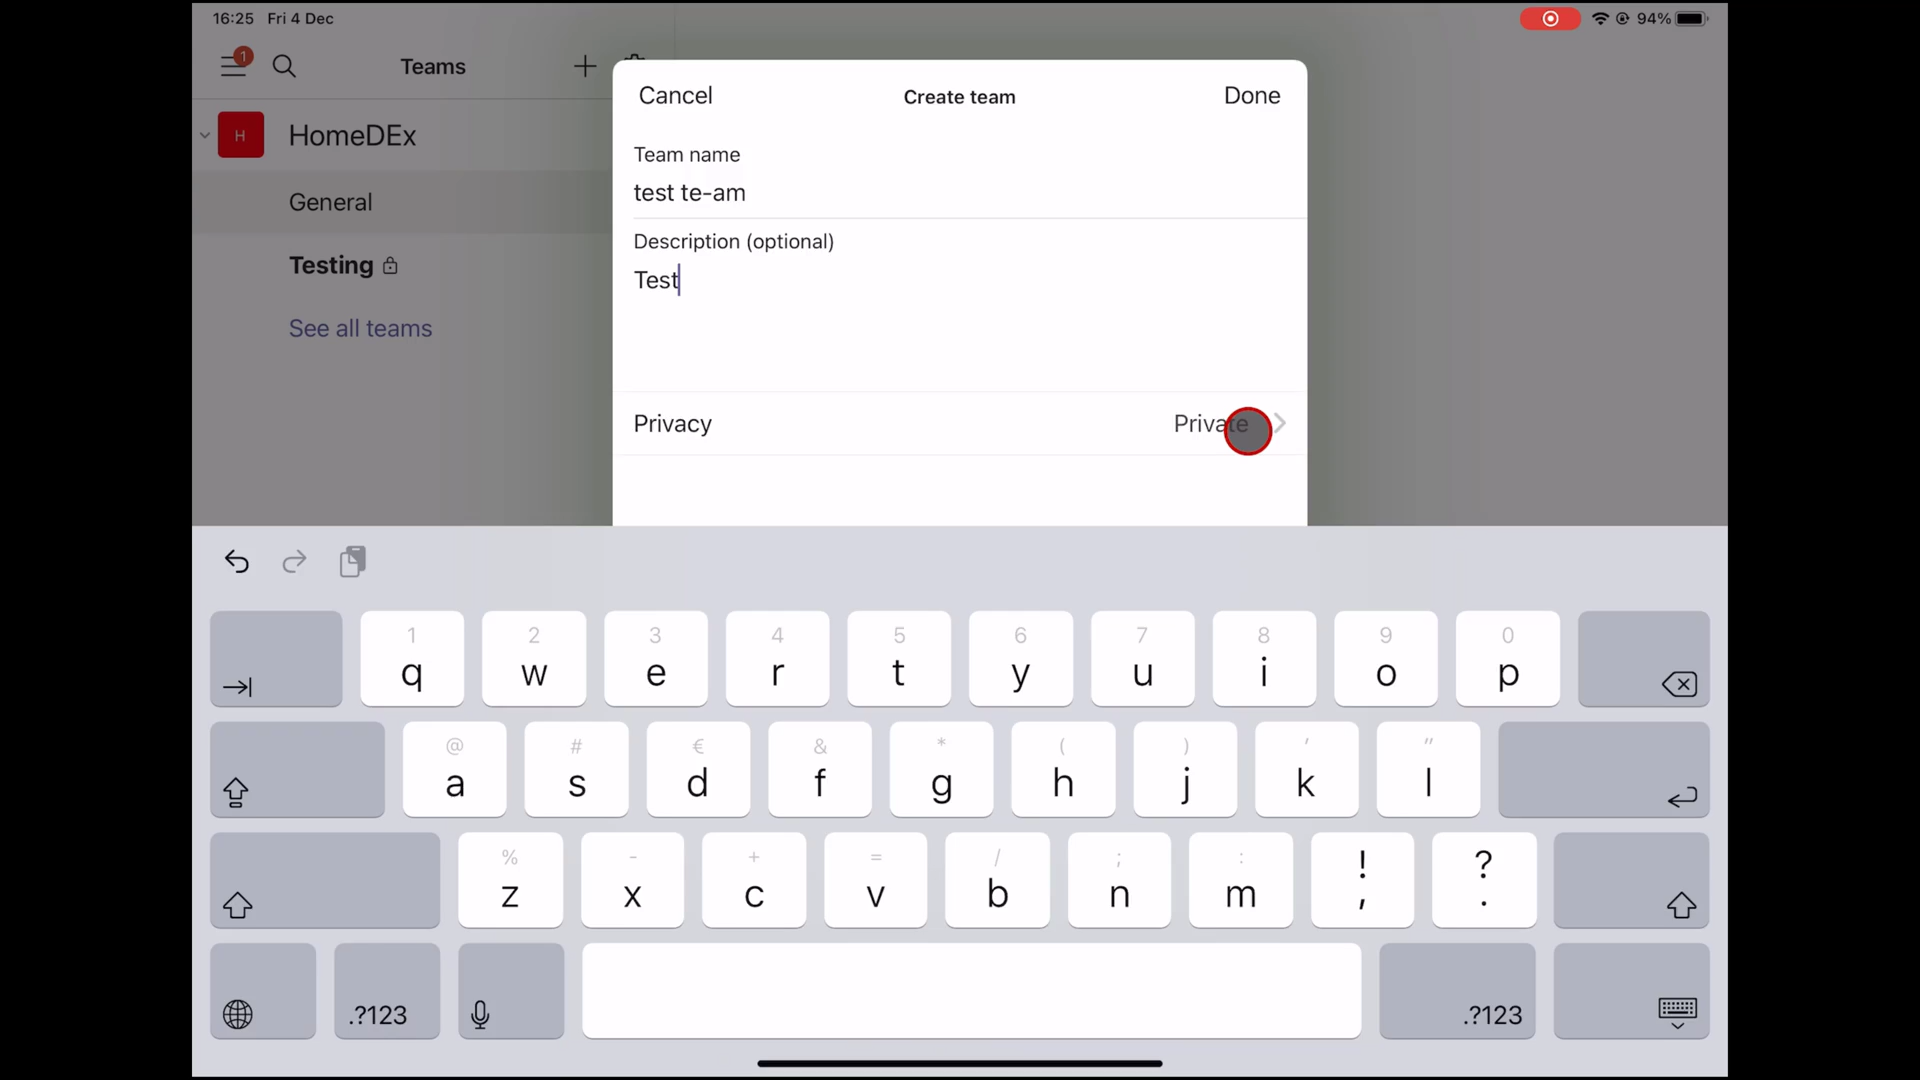 16:25 Fri 4 Dec
94%
1
Teams
H
HomeDEx
General
Testing
See all teams
Cancel
Create team
Done
Team name
test te-am
Description (optional)
Test
Privacy
Private
1 2 3 4 5 6 7 8 9 0
q w e r t y u i o p
@ # € & * ( ) ' "
a s d f g h j k l
% - + = / ; : ! ?
z x c v b n m , .
.?123
.?123